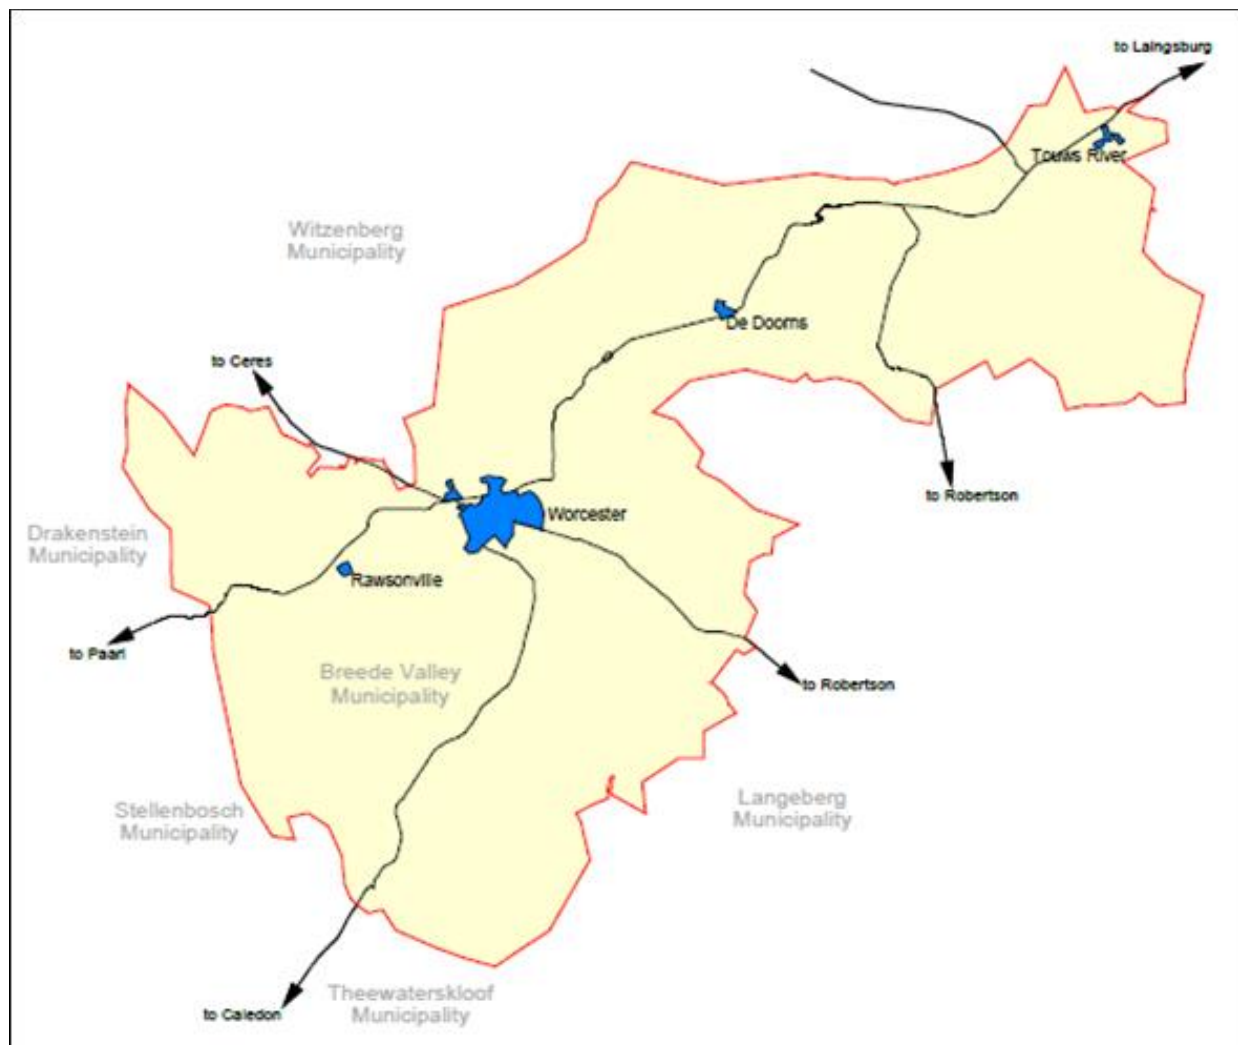 to Laingsburg
Touws River
Witzenberg
Municipality
De Doorns
to Ceres
to Robertson
Worcester
Drakenstein
Municipality
Rawsonville
to Paarl
Breede Valley
Municipality
to Robertson
Stellenbosch
Municipality
Langeberg
Municipality
Theewaterskloof
Municipality
to Caledon